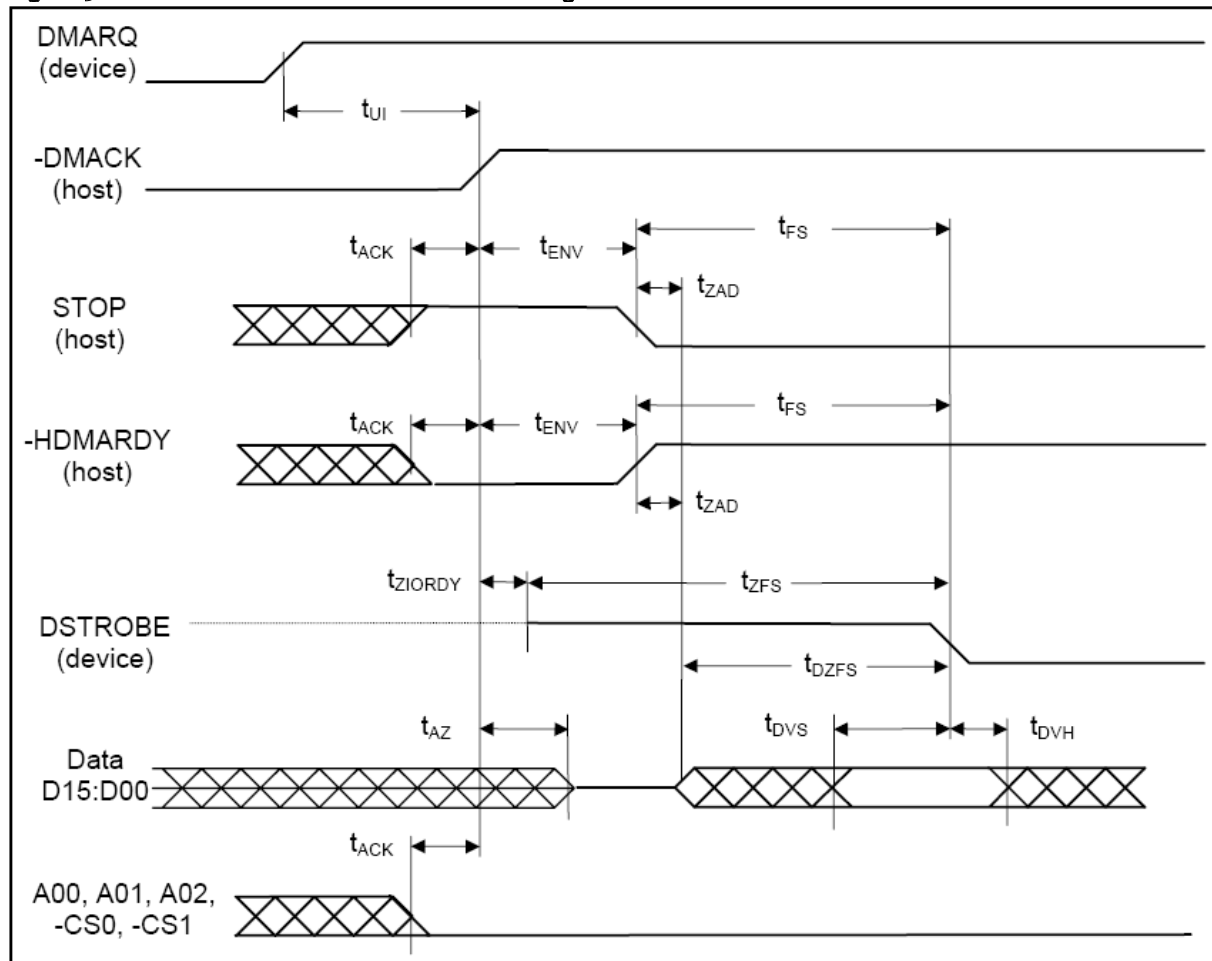 DMARQ
(device)
tUI
-DMACK
(host)
tFS
tACK
tENV
tZAD
STOP
(host)
tFS
tACK
tENV
-HDMARDY
(host)
tZAD
tZIORDY
tZFS
DSTROBE
(device)
tDZFS
tAZ
tDVS
tDVH
Data
D15:D00
tACK
A00, A01, A02,
-CS0, -CS1